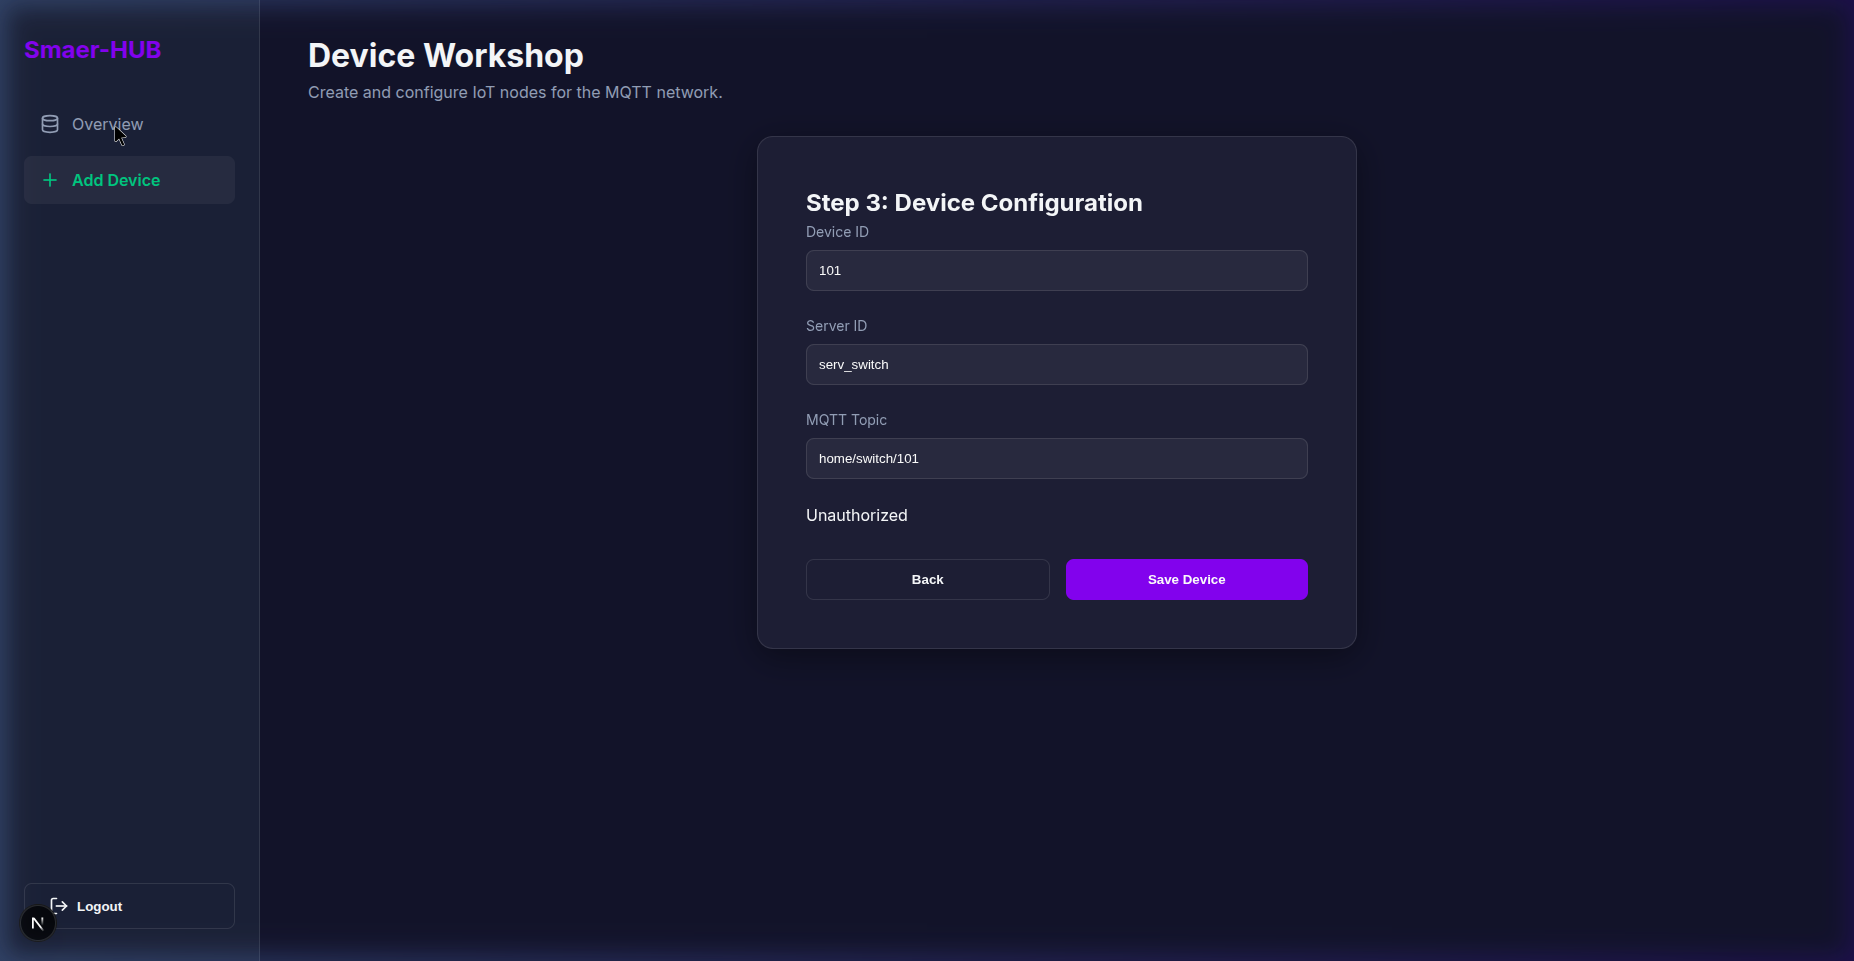 Smaer-HUB
Overview
Add Device
Device Workshop
Create and configure IoT nodes for the MQTT network.
Step 3: Device Configuration
Device ID
101
Server ID
serv_switch
MQTT Topic
home/switch/101
Unauthorized
Back
Save Device
Logout
N